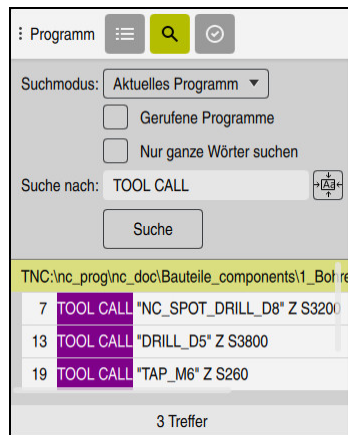 Programm
Suchmodus: Aktuelles Programm
Gerufene Programme
Nur ganze Wörter suchen
Suche nach: TOOL CALL Aa
Suche
TNC:\nc_prog\nc_doc\Bauteile_components\1_Bohre
7 TOOL CALL "NC_SPOT_DRILL_D8" Z S3200
13 TOOL CALL "DRILL_D5" Z S3800
19 TOOL CALL "TAP_M6" Z S260
3 Treffer